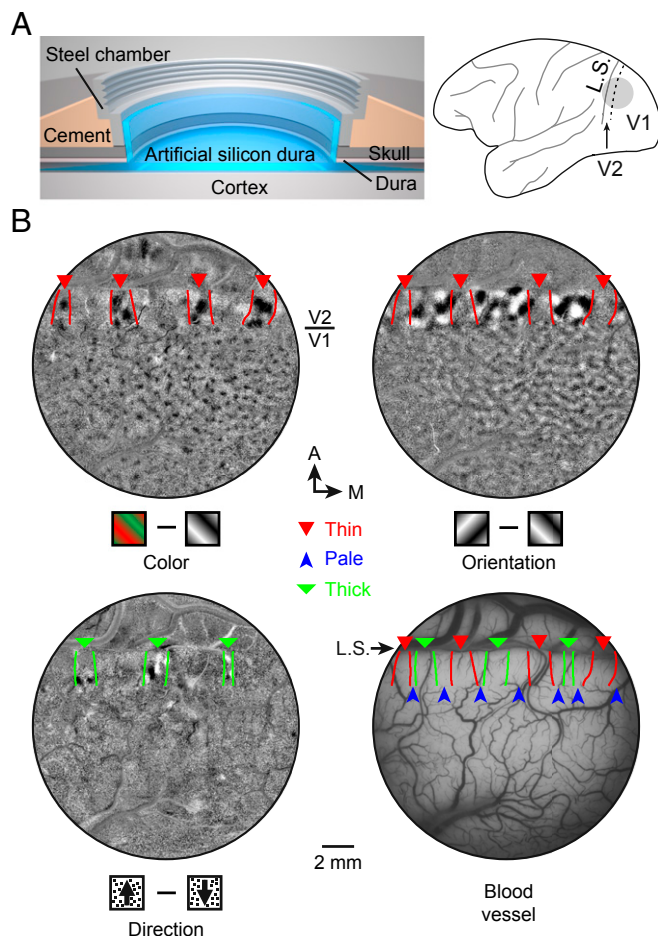 A
Steel chamber
Cement
Artificial silicon dura
Skull
Dura
Cortex
L.S.
V1
V2
B
V2
V1
A
M
Color
Orientation
Thin
Pale
Thick
L.S.
2 mm
Direction
Blood
vessel